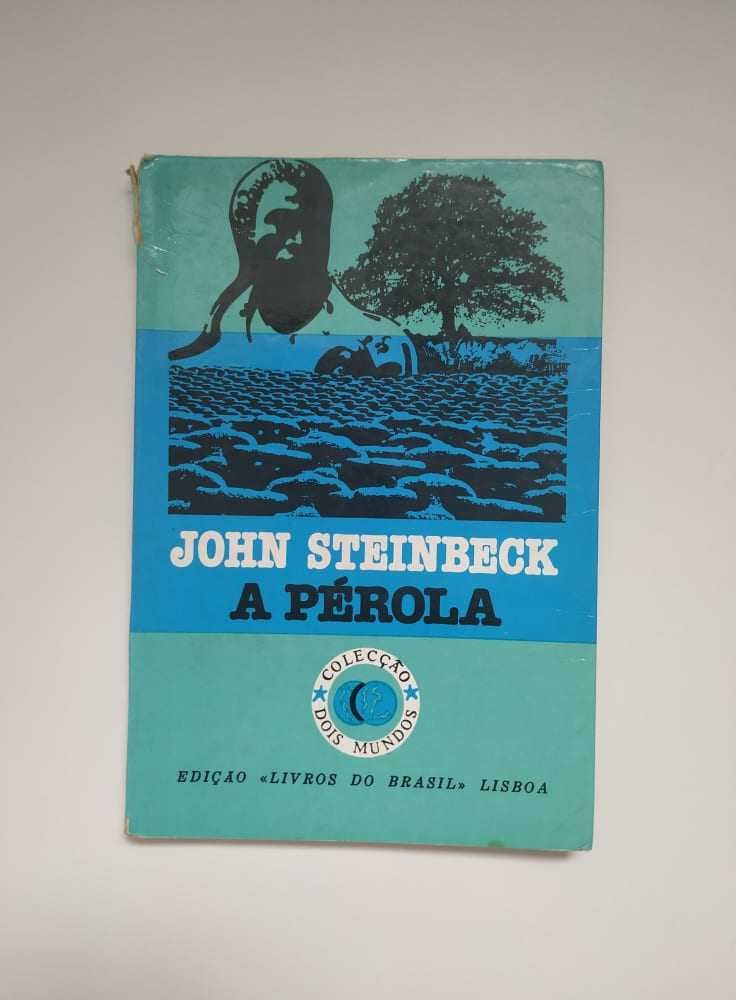 JOHN STEINBECK
A PÉROLA
COLECÇÃO
DOIS MUNDOS
EDIÇÃO «LIVROS DO BRASIL» LISBOA